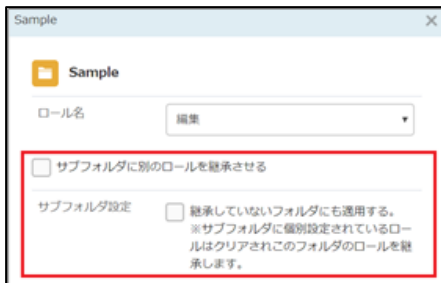 Sample
Sample
ロール名
編集
サブフォルダに別のロールを継承させる
サブフォルダ設定
継承していないフォルダにも適用する。
※サブフォルダに個別設定されているロー
ルはクリアされこのフォルダのロールを継
承します。